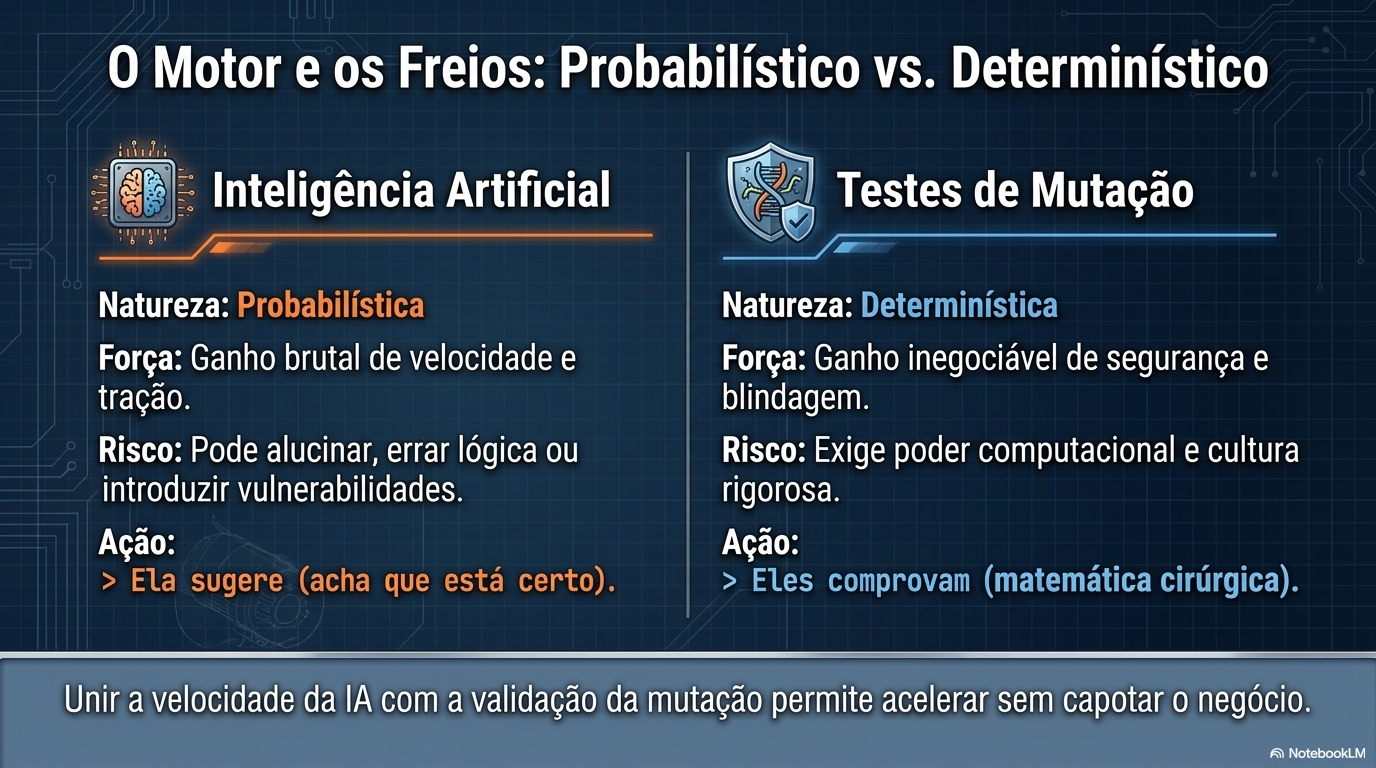 O Motor e os Freios: Probabilístico vs. Determinístico
Inteligência Artificial
Natureza: Probabilística
Força: Ganho brutal de velocidade e
tração.
Risco: Pode alucinar, errar lógica ou
introduzir vulnerabilidades.
Ação:
> Ela sugere (acha que está certo).
Testes de Mutação
Natureza: Determinística
Força: Ganho inegociável de segurança e
blindagem.
Risco: Exige poder computacional e cultura
rigorosa.
Ação:
> Eles comprovam (matemática cirúrgica).
Unir a velocidade da IA com a validação da mutação permite acelerar sem capotar o negócio.
NotebookLM